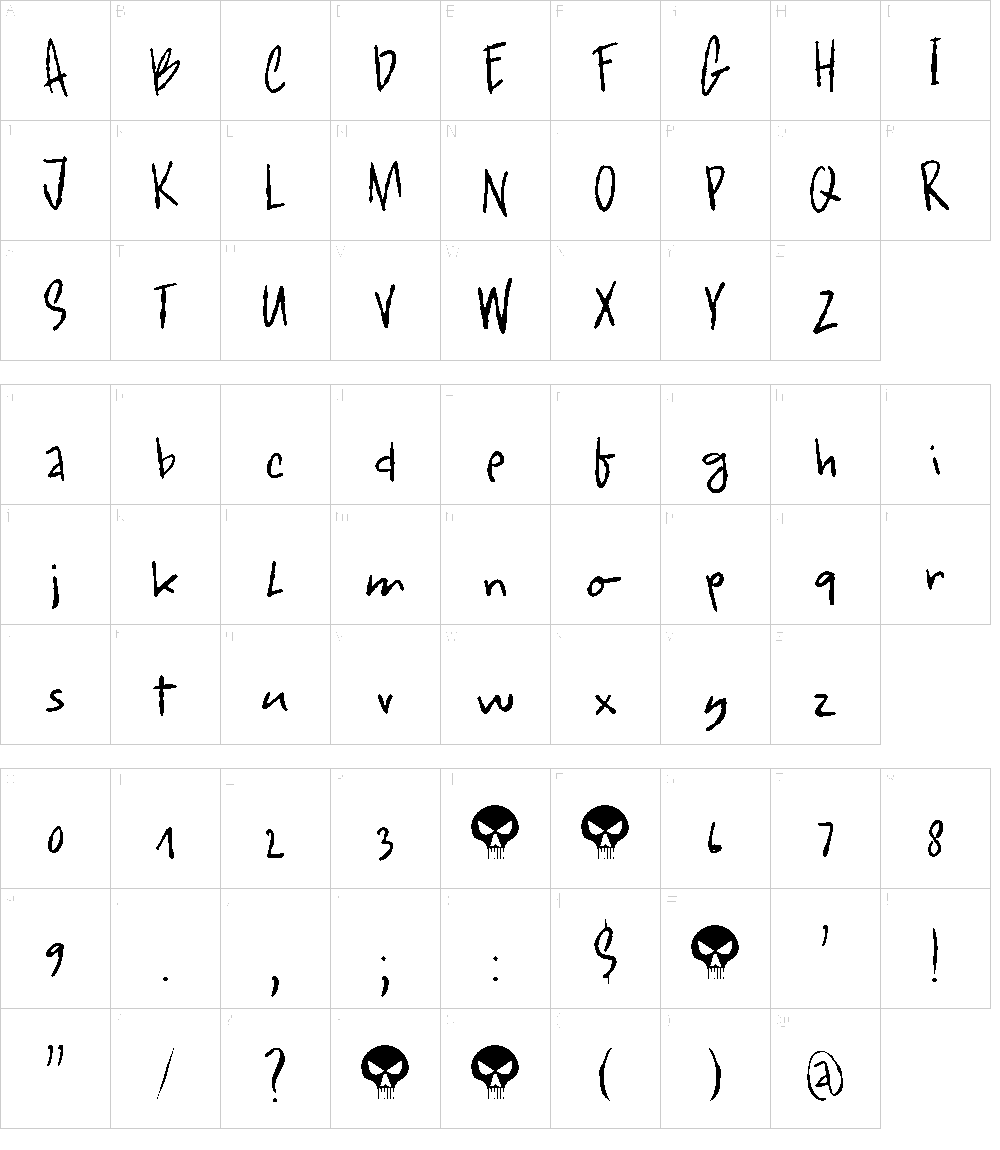 A B C D E F G H I
J K L M N O P Q R
S T U V W X Y Z
a b c d e f g h i
j k l m n o p q r
s t u v w x y z
0 1 2 3 6 7 8
9 . , ; : $ ' !
" / ? ( ) @